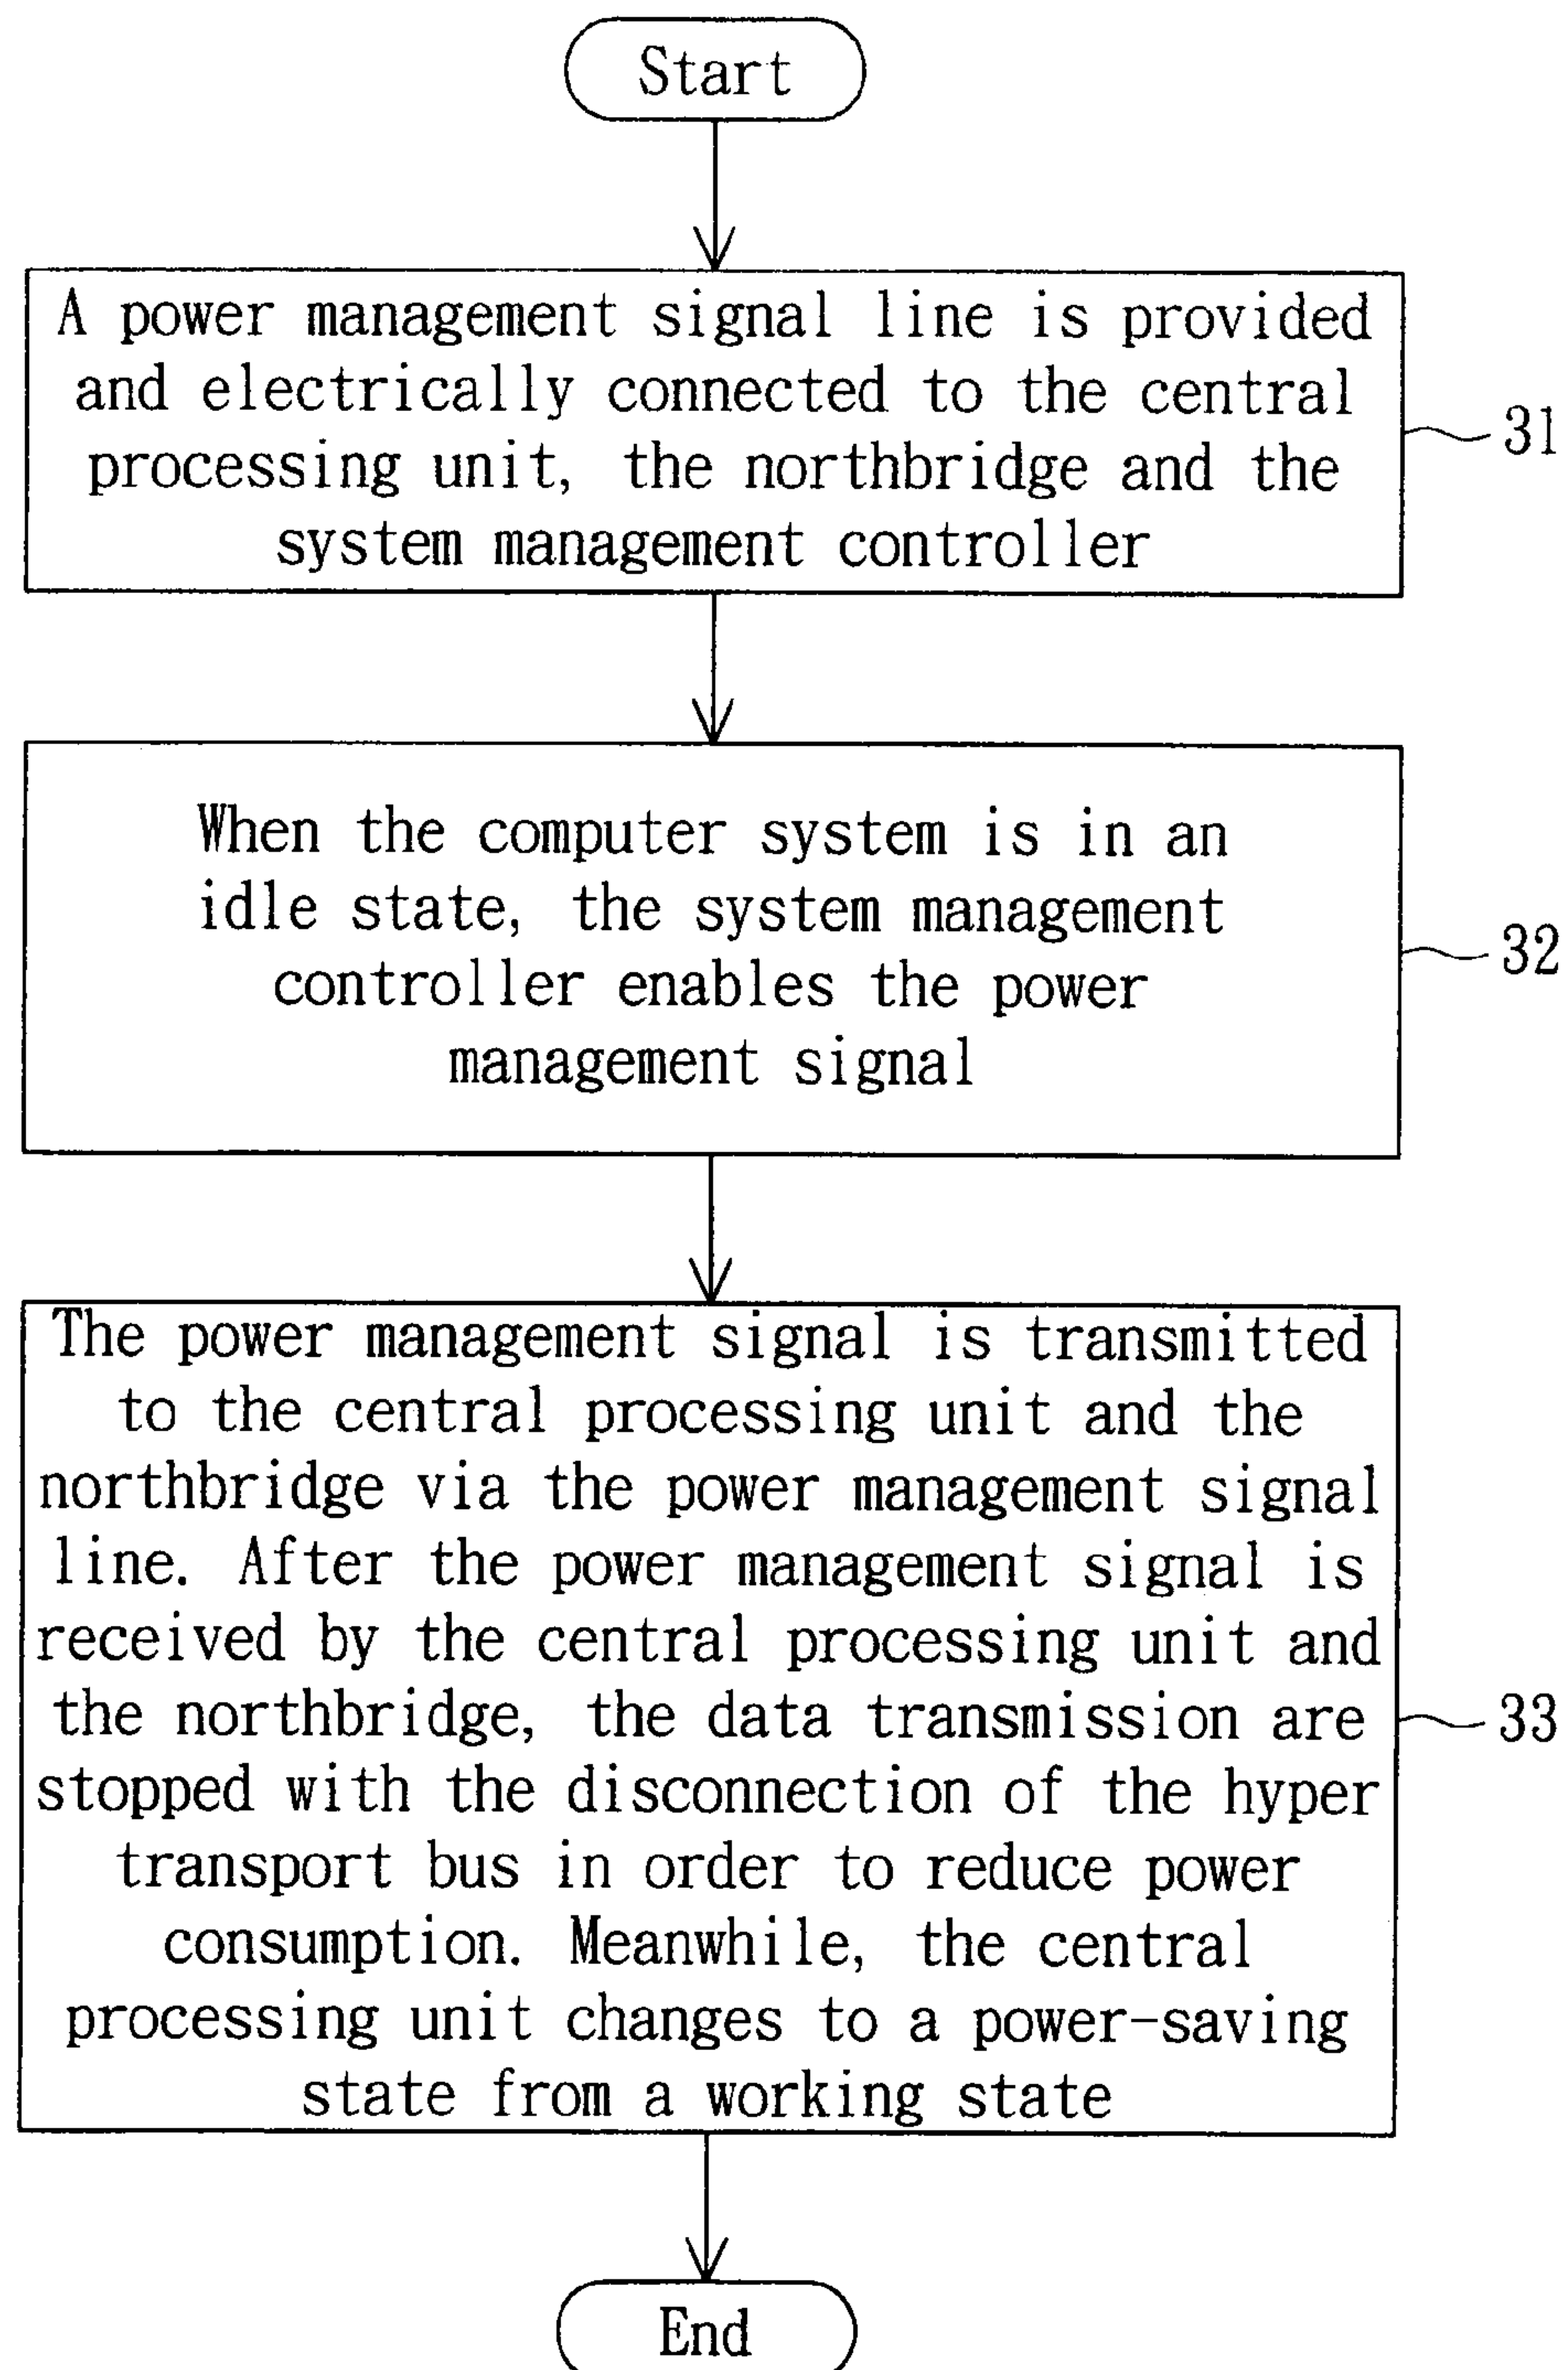 Start
A power management signal line is provided
and electrically connected to the central
processing unit, the northbridge and the
system management controller
31
When the computer system is in an
idle state, the system management
controller enables the power
management signal
32
The power management signal is transmitted
to the central processing unit and the
northbridge via the power management signal
line. After the power management signal is
received by the central processing unit and
the northbridge, the data transmission are
stopped with the disconnection of the hyper
transport bus in order to reduce power
consumption. Meanwhile, the central
processing unit changes to a power-saving
state from a working state
33
End